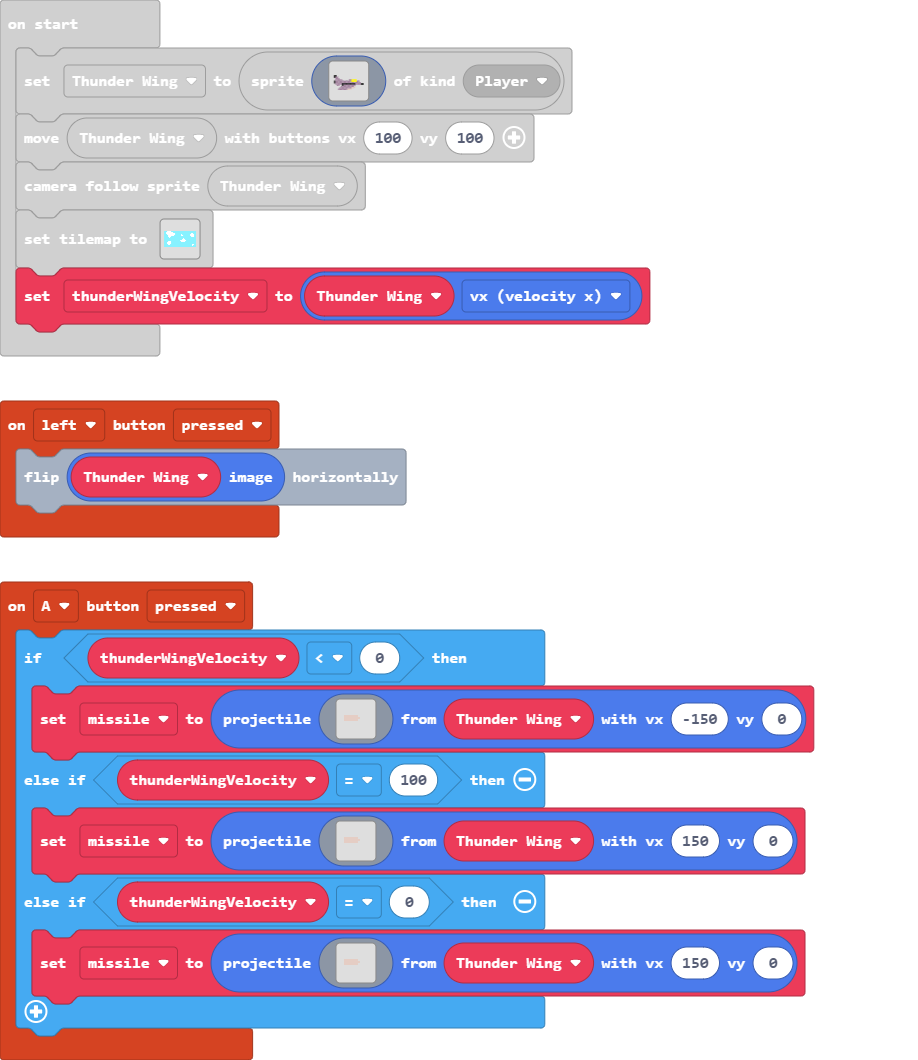 on start
set Thunder Wing to sprite of kind Player
move Thunder Wing with buttons vx 100 vy 100
camera follow sprite Thunder Wing
set tilemap to
set thunderWingVelocity to Thunder Wing vx (velocity x)
on left button pressed
flip Thunder Wing image horizontally
on A button pressed
if thunderWingVelocity < 0 then
set missile to projectile from Thunder Wing with vx -150 vy 0
else if thunderWingVelocity = 100 then
set missile to projectile from Thunder Wing with vx 150 vy 0
else if thunderWingVelocity = 0 then
set missile to projectile from Thunder Wing with vx 150 vy 0